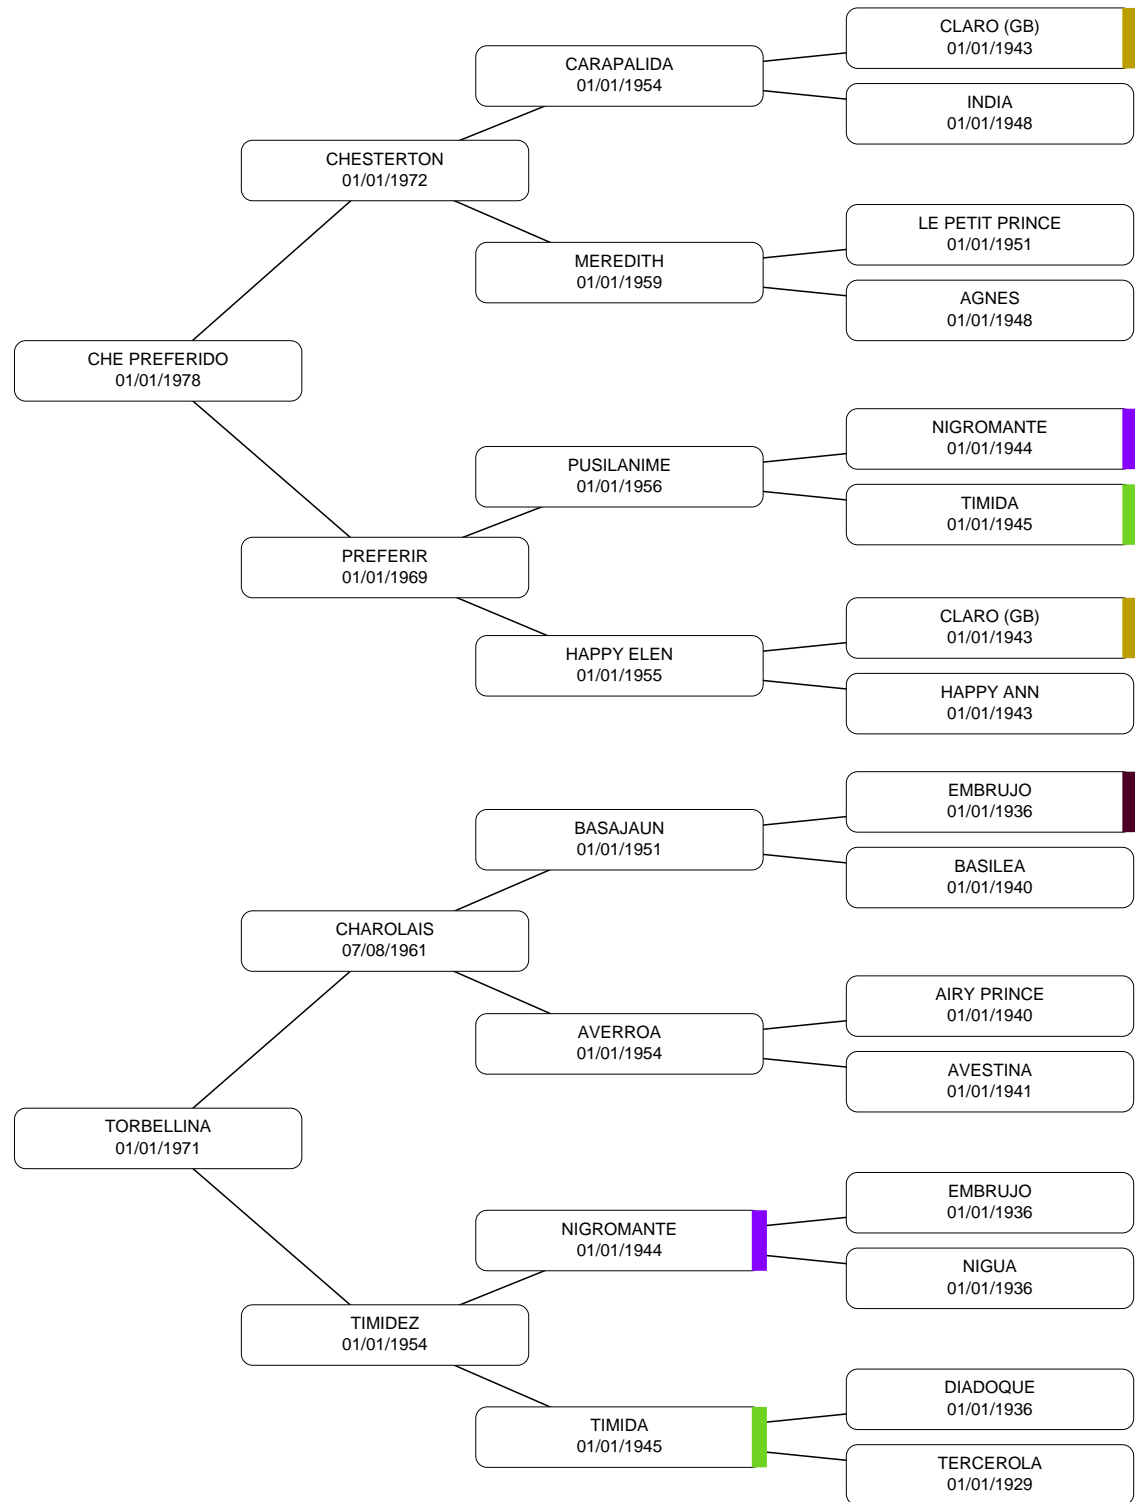 CLARO (GB)
01/01/1943
CARAPALIDA
01/01/1954
INDIA
01/01/1948
CHESTERTON
01/01/1972
LE PETIT PRINCE
01/01/1951
MEREDITH
01/01/1959
AGNES
01/01/1948
CHE PREFERIDO
01/01/1978
NIGROMANTE
01/01/1944
PUSILANIME
01/01/1956
TIMIDA
01/01/1945
PREFERIR
01/01/1969
CLARO (GB)
01/01/1943
HAPPY ELEN
01/01/1955
HAPPY ANN
01/01/1943
EMBRUJO
01/01/1936
BASAJAUN
01/01/1951
BASILEA
01/01/1940
CHAROLAIS
07/08/1961
AIRY PRINCE
01/01/1940
AVERROA
01/01/1954
AVESTINA
01/01/1941
TORBELLINA
01/01/1971
EMBRUJO
01/01/1936
NIGROMANTE
01/01/1944
NIGUA
01/01/1936
TIMIDEZ
01/01/1954
DIADOQUE
01/01/1936
TIMIDA
01/01/1945
TERCEROLA
01/01/1929